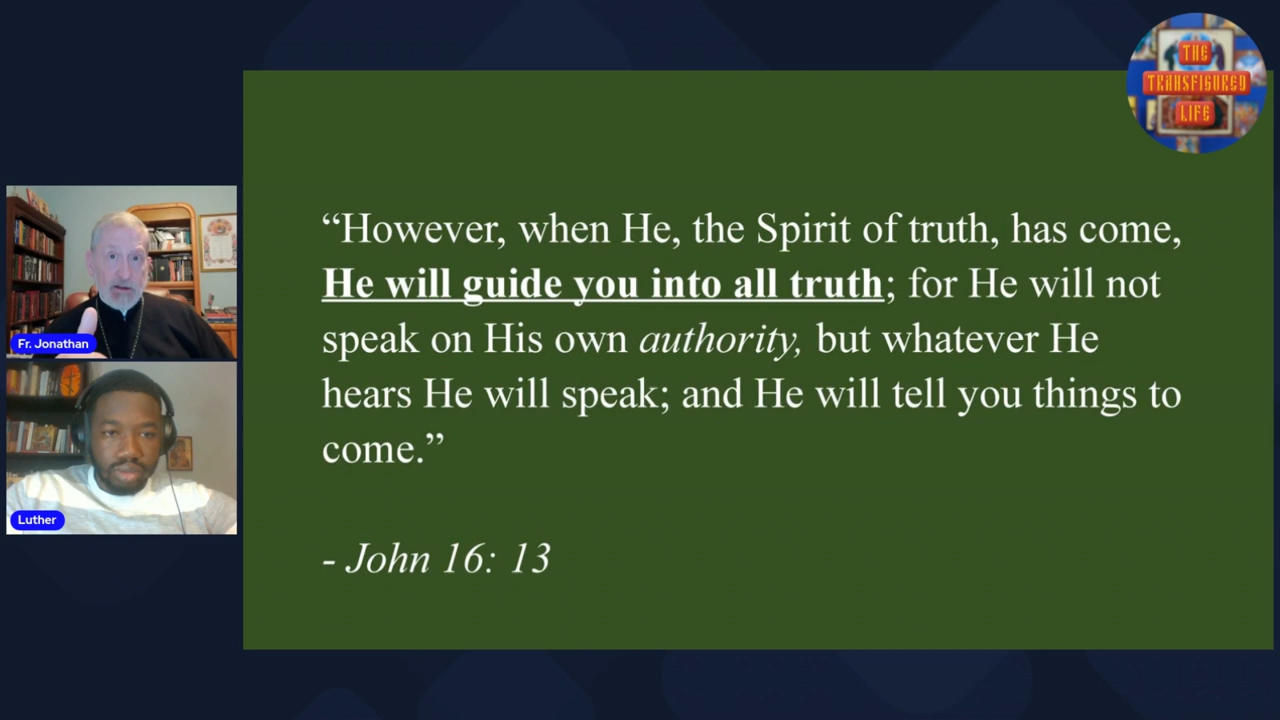 THE
TRANSFIGURED
LIFE
“However, when He, the Spirit of truth, has come,
He will guide you into all truth; for He will not
speak on His own authority, but whatever He
hears He will speak; and He will tell you things to
come.”
- John 16: 13
Fr. Jonathan
Luther